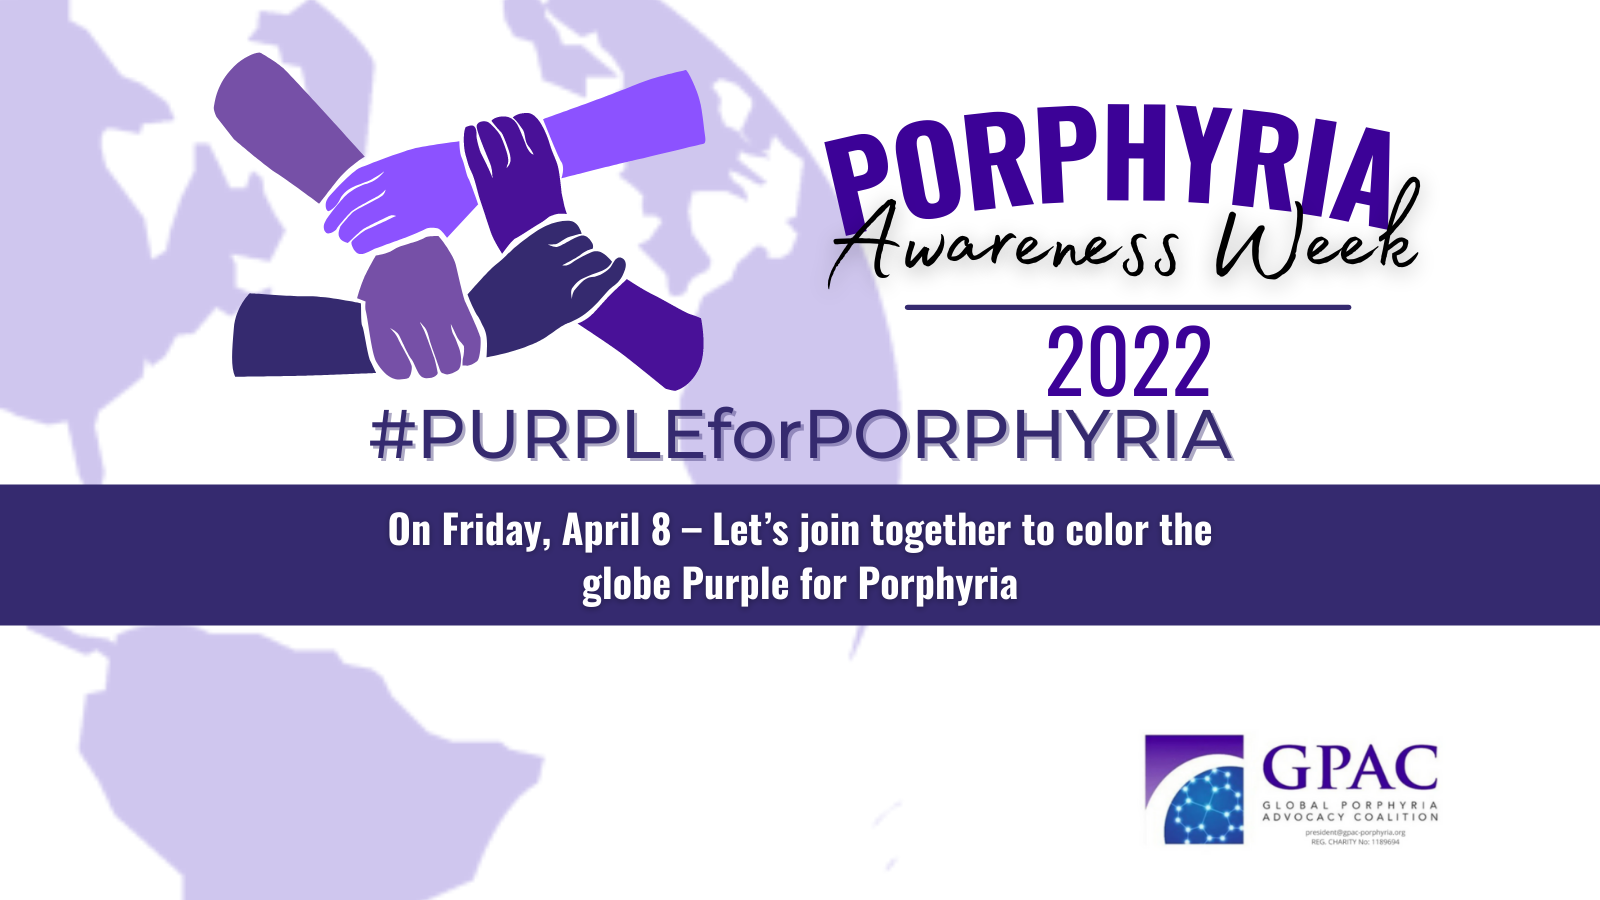 PORPHYRIA
Awareness Week
2022
#PURPLEforPORPHYRIA
On Friday, April 8 – Let’s join together to color the
globe Purple for Porphyria
GPAC
GLOBAL PORPHYRIA
ADVOCACY COALITION
president@gpac-porphyria.org
REG. CHARITY No: 1189694